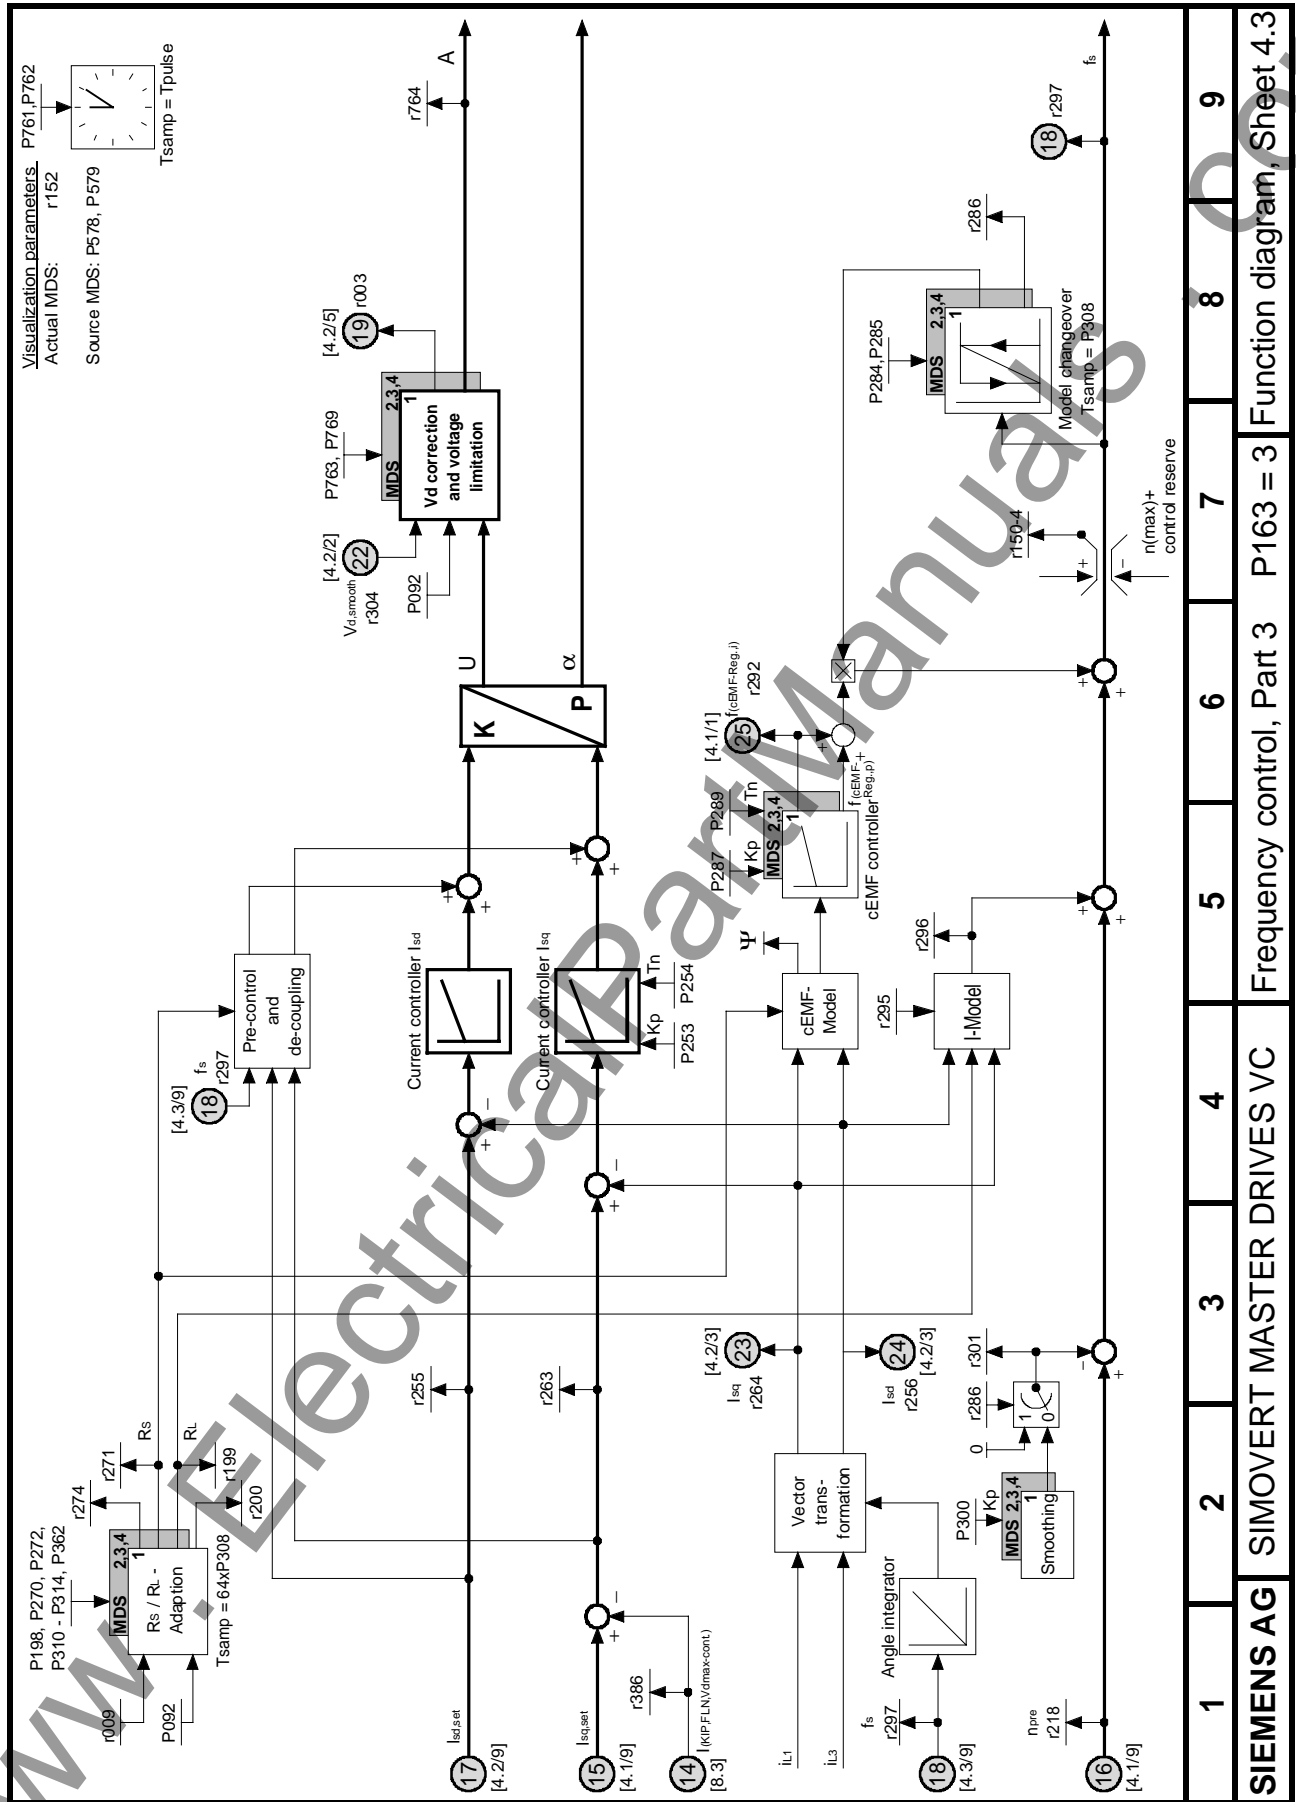 Visualization parameters
Actual MDS: r152
Source MDS: P578, P579
P761,P762
Tsamp = Tpulse
P198, P270, P272,
P310 - P314, P362
r009
P092
MDS 2,3,4
1
Rs / RL -
Adaption
Tsamp = 64xP308
r274
r271
Rs
RL
r199
r200
[4.3/9]
18
fs
r297
Pre-control
and
de-coupling
Isd,set
17
[4.2/9]
r255
+
−
Current controller Isd
+
+
K
P
U
α
Vd,smooth
r304
[4.2/2]
22
P092
P763, P769
MDS 2,3,4
1
Vd correction
and voltage
limitation
[4.2/5]
19
r003
r764
A
Isq,set
15
[4.1/9]
+
−
r386
14
[8.3]
I(KIP,FLN,Vdmax-cont.)
r263
+
−
Current controller Isq
Kp
P253
Tn
P254
+
+
iL1
iL3
Vector
trans-
formation
fs
r297
18
[4.3/9]
Angle integrator
[4.2/3]
23
Isq
r264
Isd
r256
24
[4.2/3]
cEMF-
Model
Ψ
P287
Kp
P289
Tn
MDS 2,3,4
1
cEMF controller
[4.1/1]
25
f(cEMF-Reg.,i)
r292
f(cEMF-
Reg.,p)
+
+
X
P284,P285
MDS 2,3,4
1
Model changeover
Tsamp = P308
r286
r295
I-Model
r296
P300
Kp
MDS 2,3,4
1
Smoothing
0
r286
1
0
r301
npre
r218
16
[4.1/9]
+
−
+
+
+
+
r150-4
+
−
n(max)+
control reserve
18
r297
fs
1 2 3 4 5 6 7 8 9
SIEMENS AG SIMOVERT MASTER DRIVES VC Frequency control, Part 3 P163 = 3 Function diagram, Sheet 4.3
www.ElectricalPartManuals.com